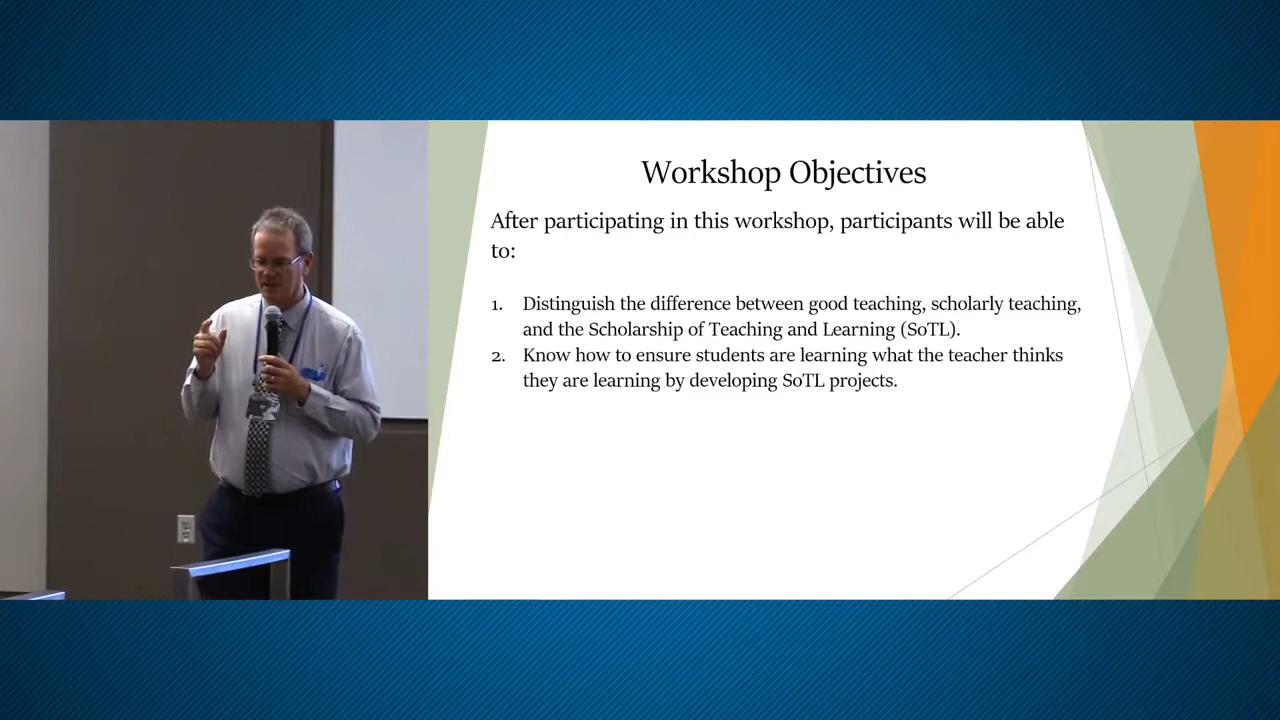 Workshop Objectives
After participating in this workshop, participants will be able
to:
1. Distinguish the difference between good teaching, scholarly teaching,
and the Scholarship of Teaching and Learning (SoTL).
2. Know how to ensure students are learning what the teacher thinks
they are learning by developing SoTL projects.